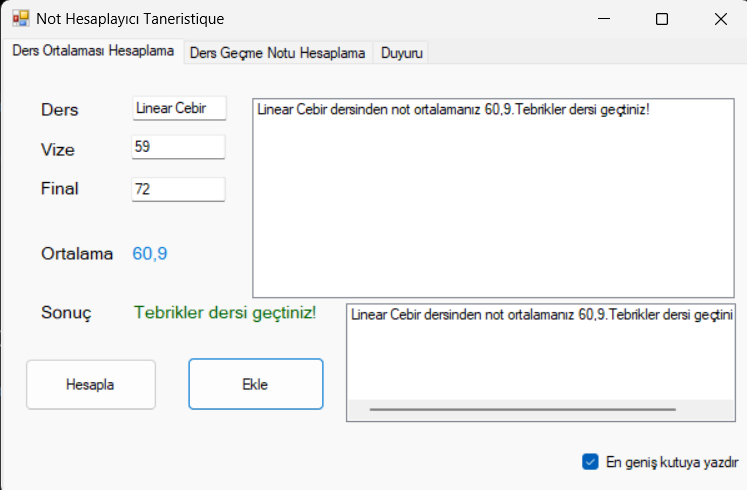 Not Hesaplayıcı Taneristique
Ders Ortalaması Hesaplama Ders Geçme Notu Hesaplama Duyuru
Ders Linear Cebir
Linear Cebir dersinden not ortalamanız 60,9.Tebrikler dersi geçtiniz!
Vize 59
Final 72
Ortalama 60,9
Sonuç Tebrikler dersi geçtiniz!
Linear Cebir dersinden not ortalamanız 60,9.Tebrikler dersi geçtini
Hesapla Ekle
En geniş kutuya yazdır